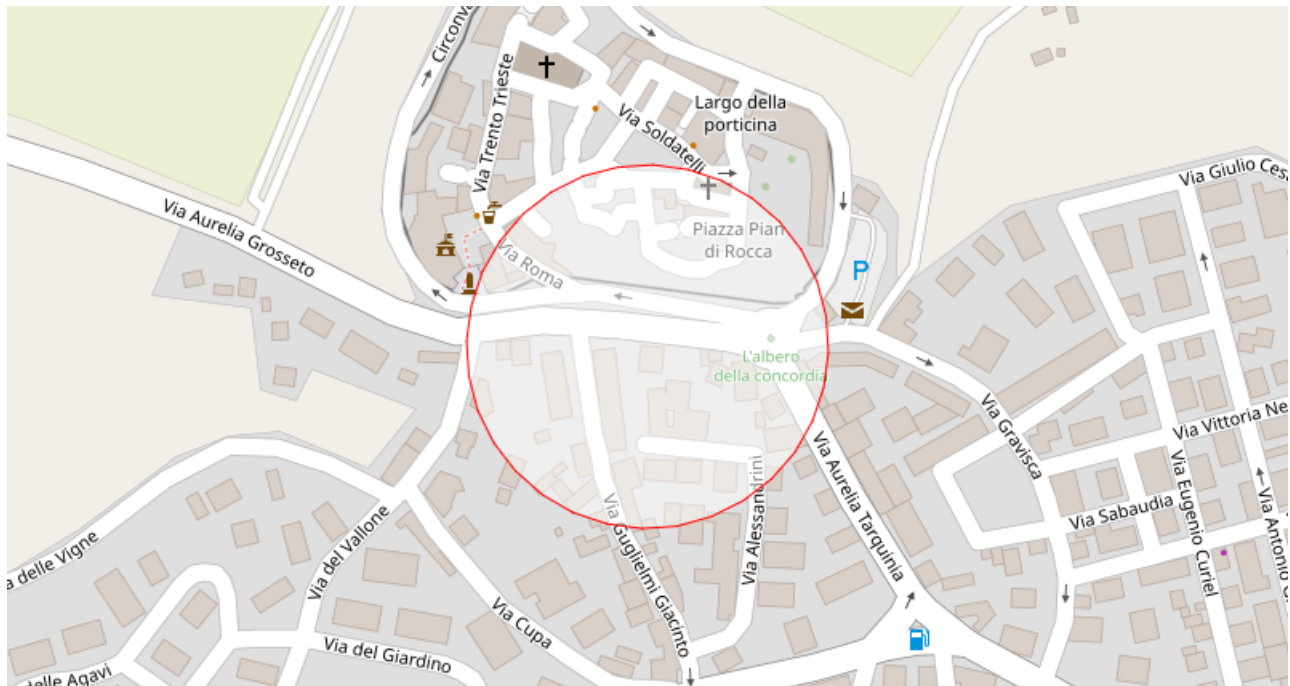 Circonva
Via Trento Trieste
Largo della
porticina
Via Soldatelli
Via Giulio Ces
Via Aurelia Grosseto
Piazza Pian
di Rocca
Via Roma
P
L'albero
della concordia
Via Gravisca
Via Vittoria Ne
Via Aurelia Tarquinia
Via Alessandrini
Via Eugenio Curiel
Via Sabaudia
Via Antonio G
Via Guglielmi Giacinto
a delle Vigne
Via del Vallone
Via Cupa
Via del Giardino
delle Agavi